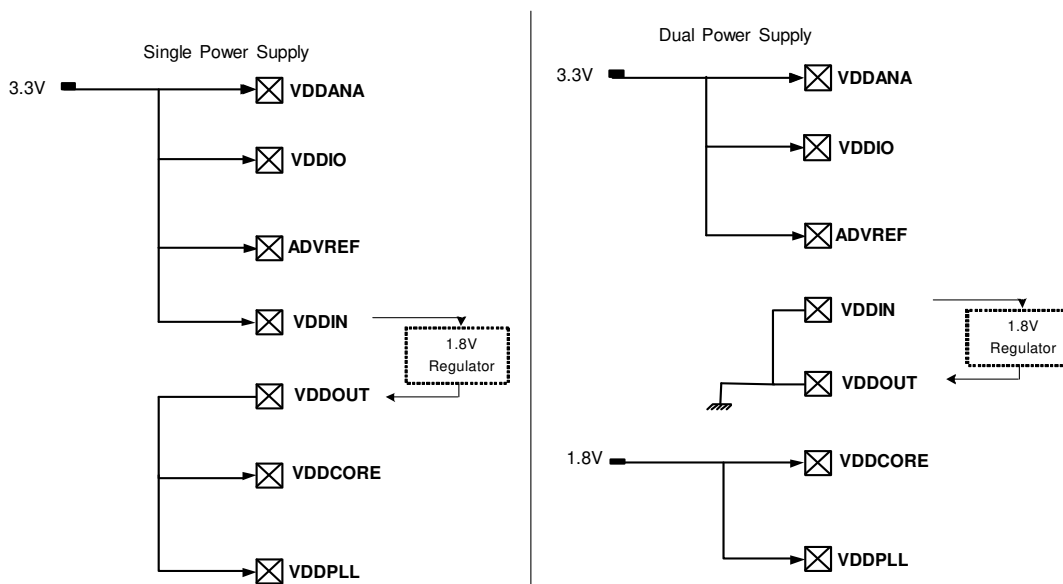 Single Power Supply
3.3V
VDDANA
VDDIO
ADVREF
VDDIN
1.8V
Regulator
VDDOUT
VDDCORE
VDDPLL
Dual Power Supply
3.3V
VDDANA
VDDIO
ADVREF
VDDIN
1.8V
Regulator
VDDOUT
1.8V
VDDCORE
VDDPLL